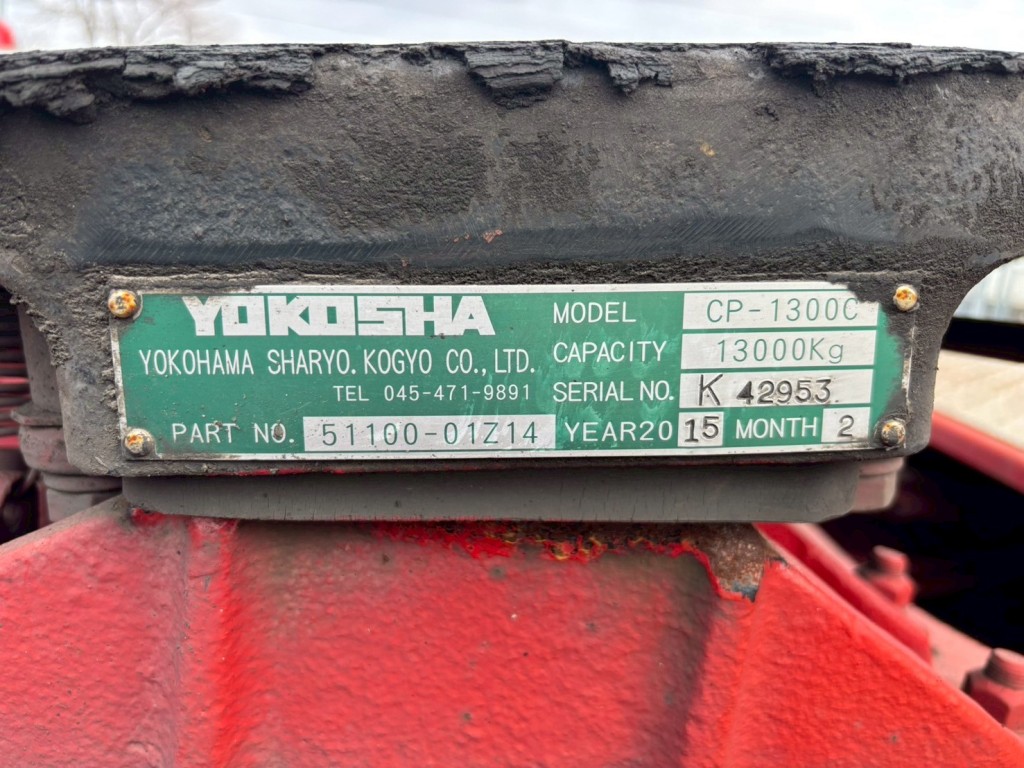 YOKOSHA
YOKOHAMA SHARYO. KOGYO CO., LTD.
TEL 045-471-9891
PART NO. 51100-01Z14
MODEL CP-1300C
CAPACITY 13000Kg
SERIAL NO. K 42953
YEAR20 15 MONTH 2